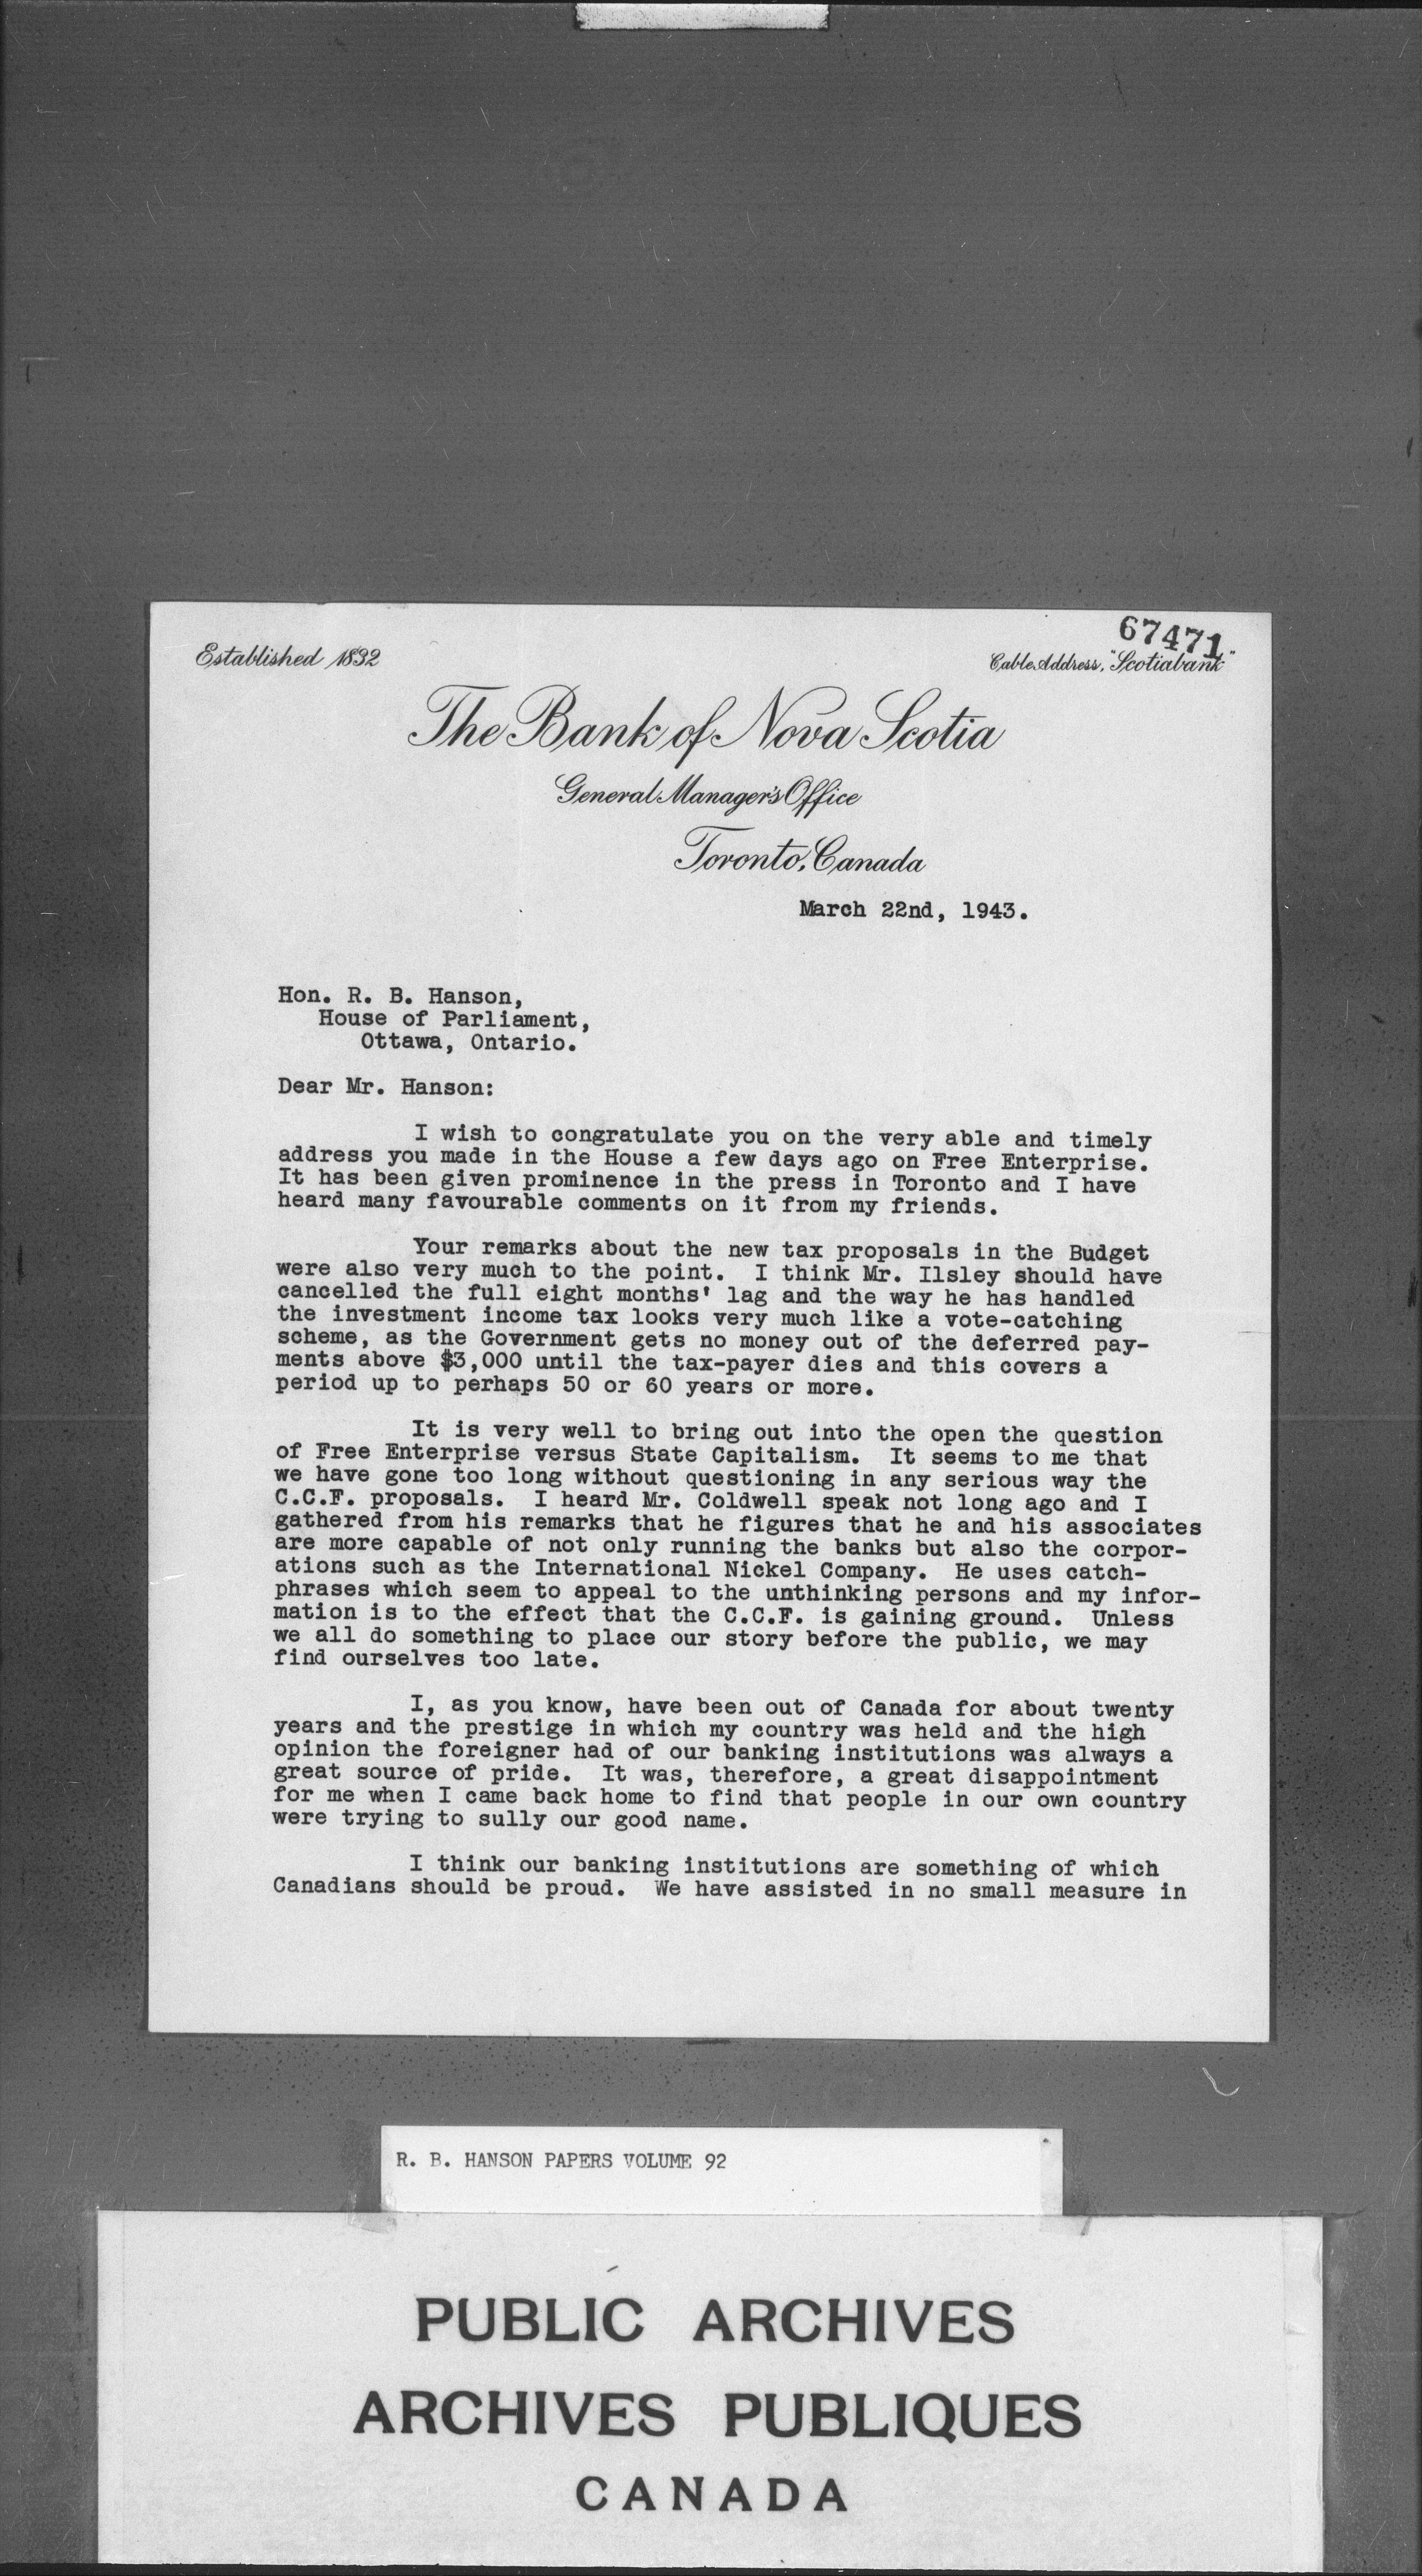 67471
Established 1832
Cable Address, "Scotiabank"
The Bank of Nova Scotia
General Manager's Office
Toronto, Canada
March 22nd, 1943.
Hon. R. B. Hanson,
House of Parliament,
Ottawa, Ontario.
Dear Mr. Hanson:
I wish to congratulate you on the very able and timely
address you made in the House a few days ago on Free Enterprise.
It has been given prominence in the press in Toronto and I have
heard many favourable comments on it from my friends.
Your remarks about the new tax proposals in the Budget
were also very much to the point. I think Mr. Ilsley should have
cancelled the full eight months' lag and the way he has handled
the investment income tax looks very much like a vote-catching
scheme, as the Government gets no money out of the deferred pay-
ments above $3,000 until the tax-payer dies and this covers a
period up to perhaps 50 or 60 years or more.
It is very well to bring out into the open the question
of Free Enterprise versus State Capitalism. It seems to me that
we have gone too long without questioning in any serious way the
C.C.F. proposals. I heard Mr. Coldwell speak not long ago and I
gathered from his remarks that he figures that he and his associates
are more capable of not only running the banks but also the corpor-
ations such as the International Nickel Company. He uses catch-
phrases which seem to appeal to the unthinking persons and my infor-
mation is to the effect that the C.C.F. is gaining ground. Unless
we all do something to place our story before the public, we may
find ourselves too late.
I, as you know, have been out of Canada for about twenty
years and the prestige in which my country was held and the high
opinion the foreigner had of our banking institutions was always a
great source of pride. It was, therefore, a great disappointment
for me when I came back home to find that people in our own country
were trying to sully our good name.
I think our banking institutions are something of which
Canadians should be proud. We have assisted in no small measure in
R. B. HANSON PAPERS VOLUME 92
PUBLIC ARCHIVES
ARCHIVES PUBLIQUES
CANADA